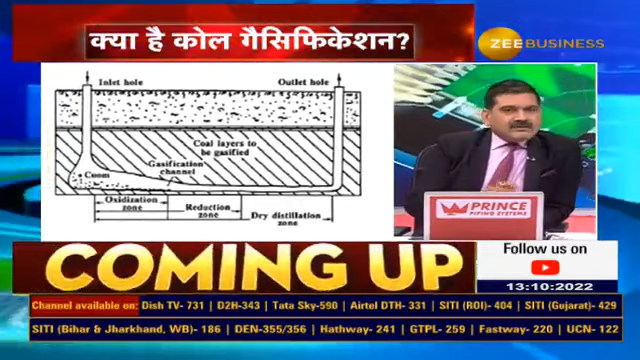 क्या है कोल गैसिफिकेशन?
ZEE BUSINESS
Inlet hole
Outlet hole
Coal layers to
be gasified
Gasification
channel
Coom
Oxidization
zone
Reduction
zone
Dry distillation
zone
PRINCE
PIPING SYSTEMS
COMING UP
Follow us on
13:10:2022
Channel available on: Dish TV- 731 | D2H-343 | Tata Sky-590 | Airtel DTH- 331 | SITI (ROI)- 404 | SITI (Gujarat)- 429
SITI (Bihar & Jharkhand, WB)- 186 | DEN-355/356 | Hathway- 241 | GTPL- 259 | Fastway- 220 | UCN- 122